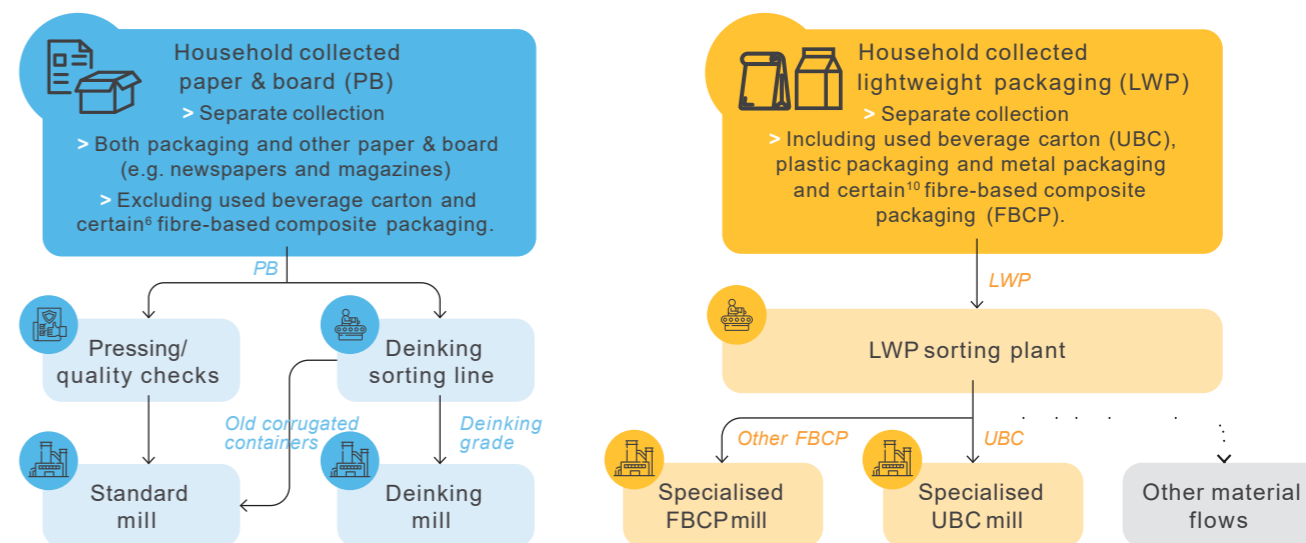 Household collected
paper & board (PB)
> Separate collection
> Both packaging and other paper & board
(e.g. newspapers and magazines)
> Excluding used beverage carton and
certain⁶ fibre-based composite packaging.
PB
Pressing/
quality checks
Deinking
sorting line
Old corrugated
containers
Deinking
grade
Standard
mill
Deinking
mill
Household collected
lightweight packaging (LWP)
> Separate collection
> Including used beverage carton (UBC),
plastic packaging and metal packaging
and certain¹⁰ fibre-based composite
packaging (FBCP).
LWP
LWP sorting plant
Other FBCP
UBC
Specialised
FBCP mill
Specialised
UBC mill
Other material
flows